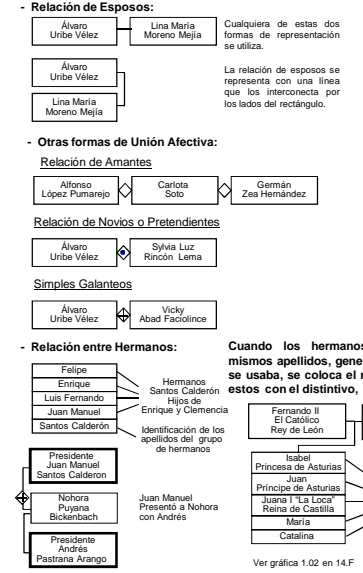 - Relación de Esposos:
Álvaro
Uribe Vélez
Lina María
Moreno Mejía
Cualquiera de estas dos
formas de representación
se utiliza.
Álvaro
Uribe Vélez
Lina María
Moreno Mejía
La relación de esposos se
representa con una línea
que los interconecta por
los lados del rectángulo.
- Otras formas de Unión Afectiva:
Relación de Amantes
Alfonso
López Pumarejo
Carlota
Soto
Germán
Zea Hernández
Relación de Novios o Pretendientes
Álvaro
Uribe Vélez
Sylvia Luz
Rincón Lema
Simples Galanteos
Álvaro
Uribe Vélez
Vicky
Abad Faciolince
- Relación entre Hermanos:
Felipe
Enrique
Luis Fernando
Juan Manuel
Santos Calderón
Hermanos
Santos Calderón
Hijos de
Enrique y Clemencia
Identificación de los
apellidos del grupo
de hermanos
Presidente
Juan Manuel
Santos Calderon
Nohora
Puyana
Bickenbach
Presidente
Andrés
Pastrana Arango
Juan Manuel
Presentó a Nohora
con Andrés
Cuando los hermanos
mismos apellidos, gene
se usaba, se coloca el
estos con el distintivo,
Fernando II
El Católico
Rey de León
Isabel
Princesa de Asturias
Juan
Príncipe de Asturias
Juana I "La Loca"
Reina de Castilla
María
Catalina
Ver gráfica 1.02 en 14.F